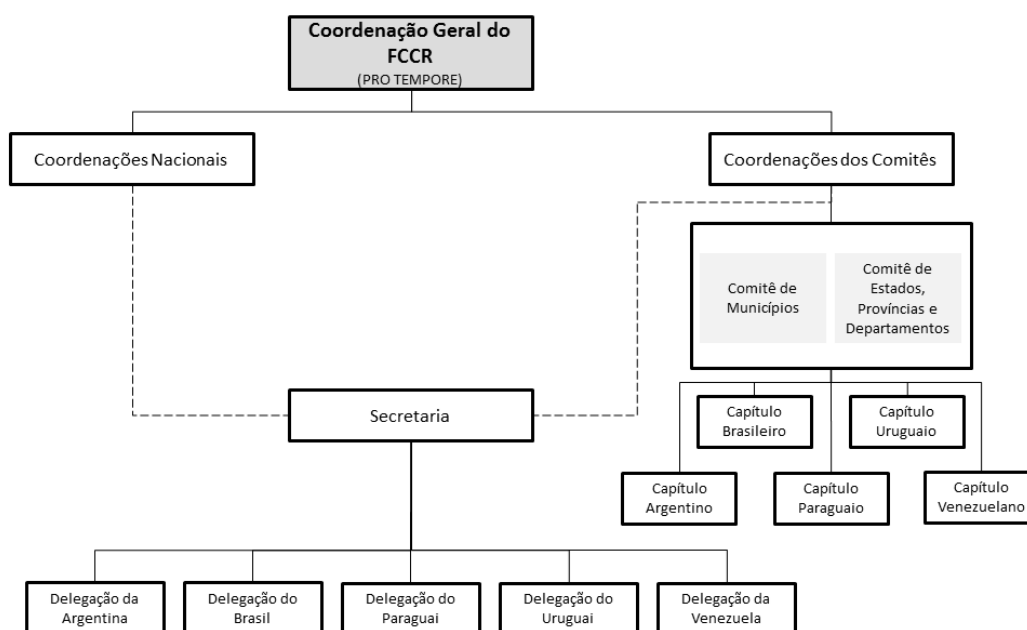 Coordenação Geral do
FCCR
(PRO TEMPORE)
Coordenações Nacionais
Coordenações dos Comitês
Comitê de
Municípios
Comitê de
Estados,
Províncias e
Departamentos
Secretaria
Capítulo
Brasileiro
Capítulo
Uruguaio
Capítulo
Argentino
Capítulo
Paraguaio
Capítulo
Venezuelano
Delegação da
Argentina
Delegação do
Brasil
Delegação do
Paraguai
Delegação do
Uruguai
Delegação da
Venezuela